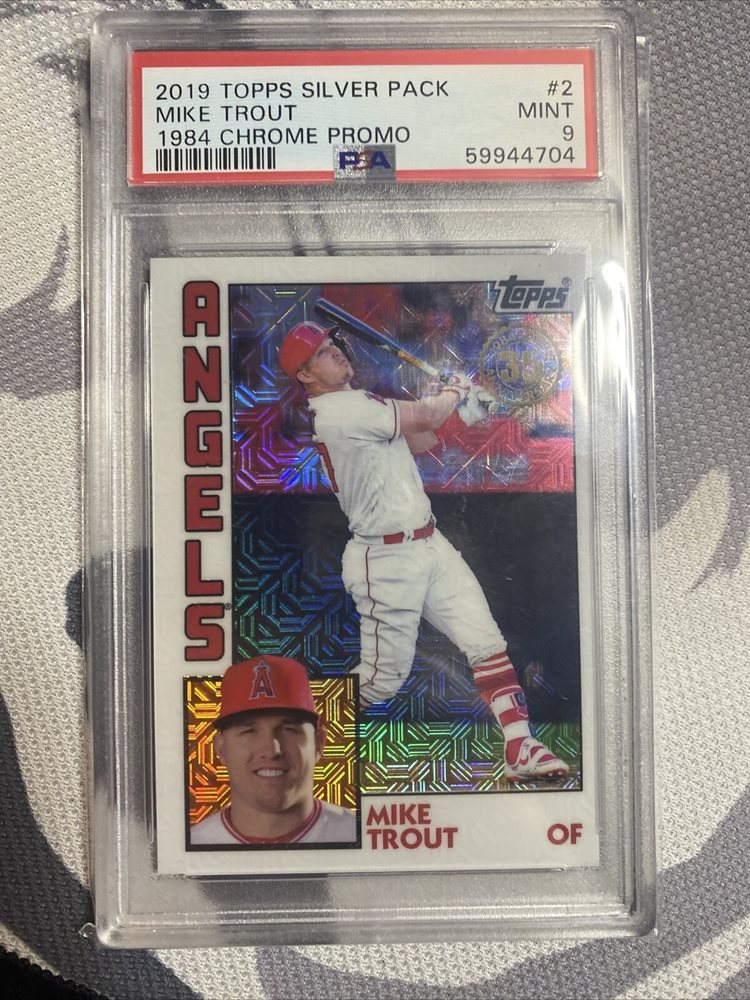 2019 TOPPS SILVER PACK #2
MIKE TROUT MINT
1984 CHROME PROMO 9
PSA 59944704
Topps®
35
ANGELS®
A
MIKE
TROUT
OF